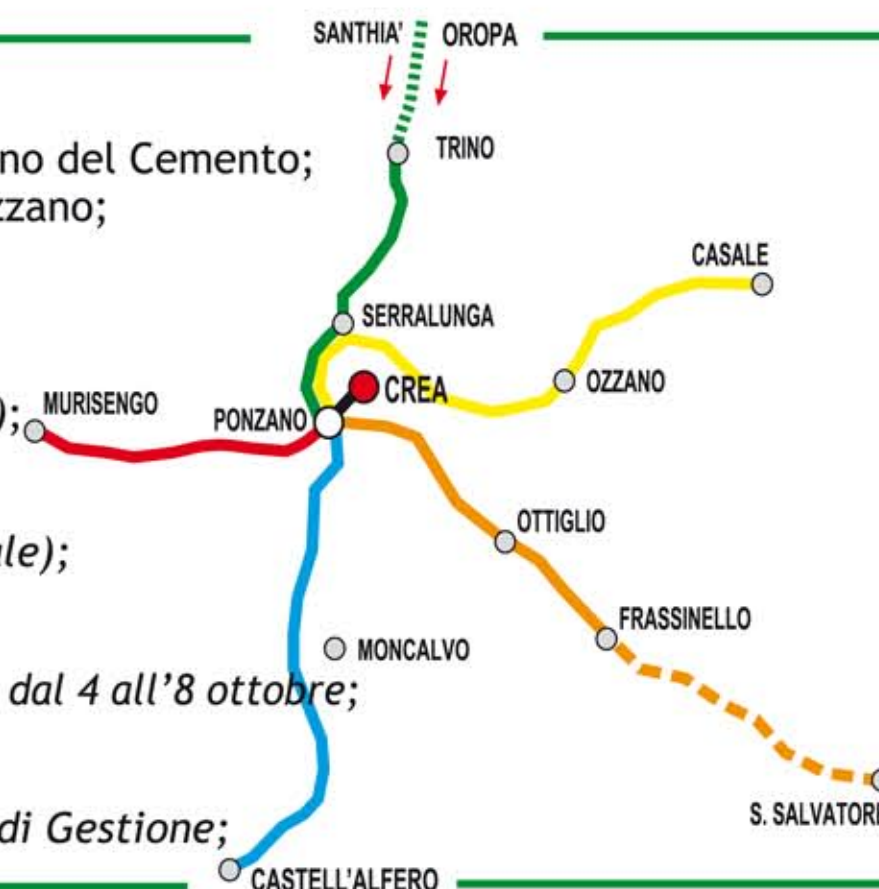 SANTHIA' OROPA
TRINO
no del Cemento;
zzano;
CASALE
SERRALUNGA
OZZANO
CREA
); MURISENGO
PONZANO
OTTIGLIO
le);
FRASSINELLO
MONCALVO
dal 4 all'8 ottobre;
S. SALVATOR
di Gestione;
CASTELL'ALFERO